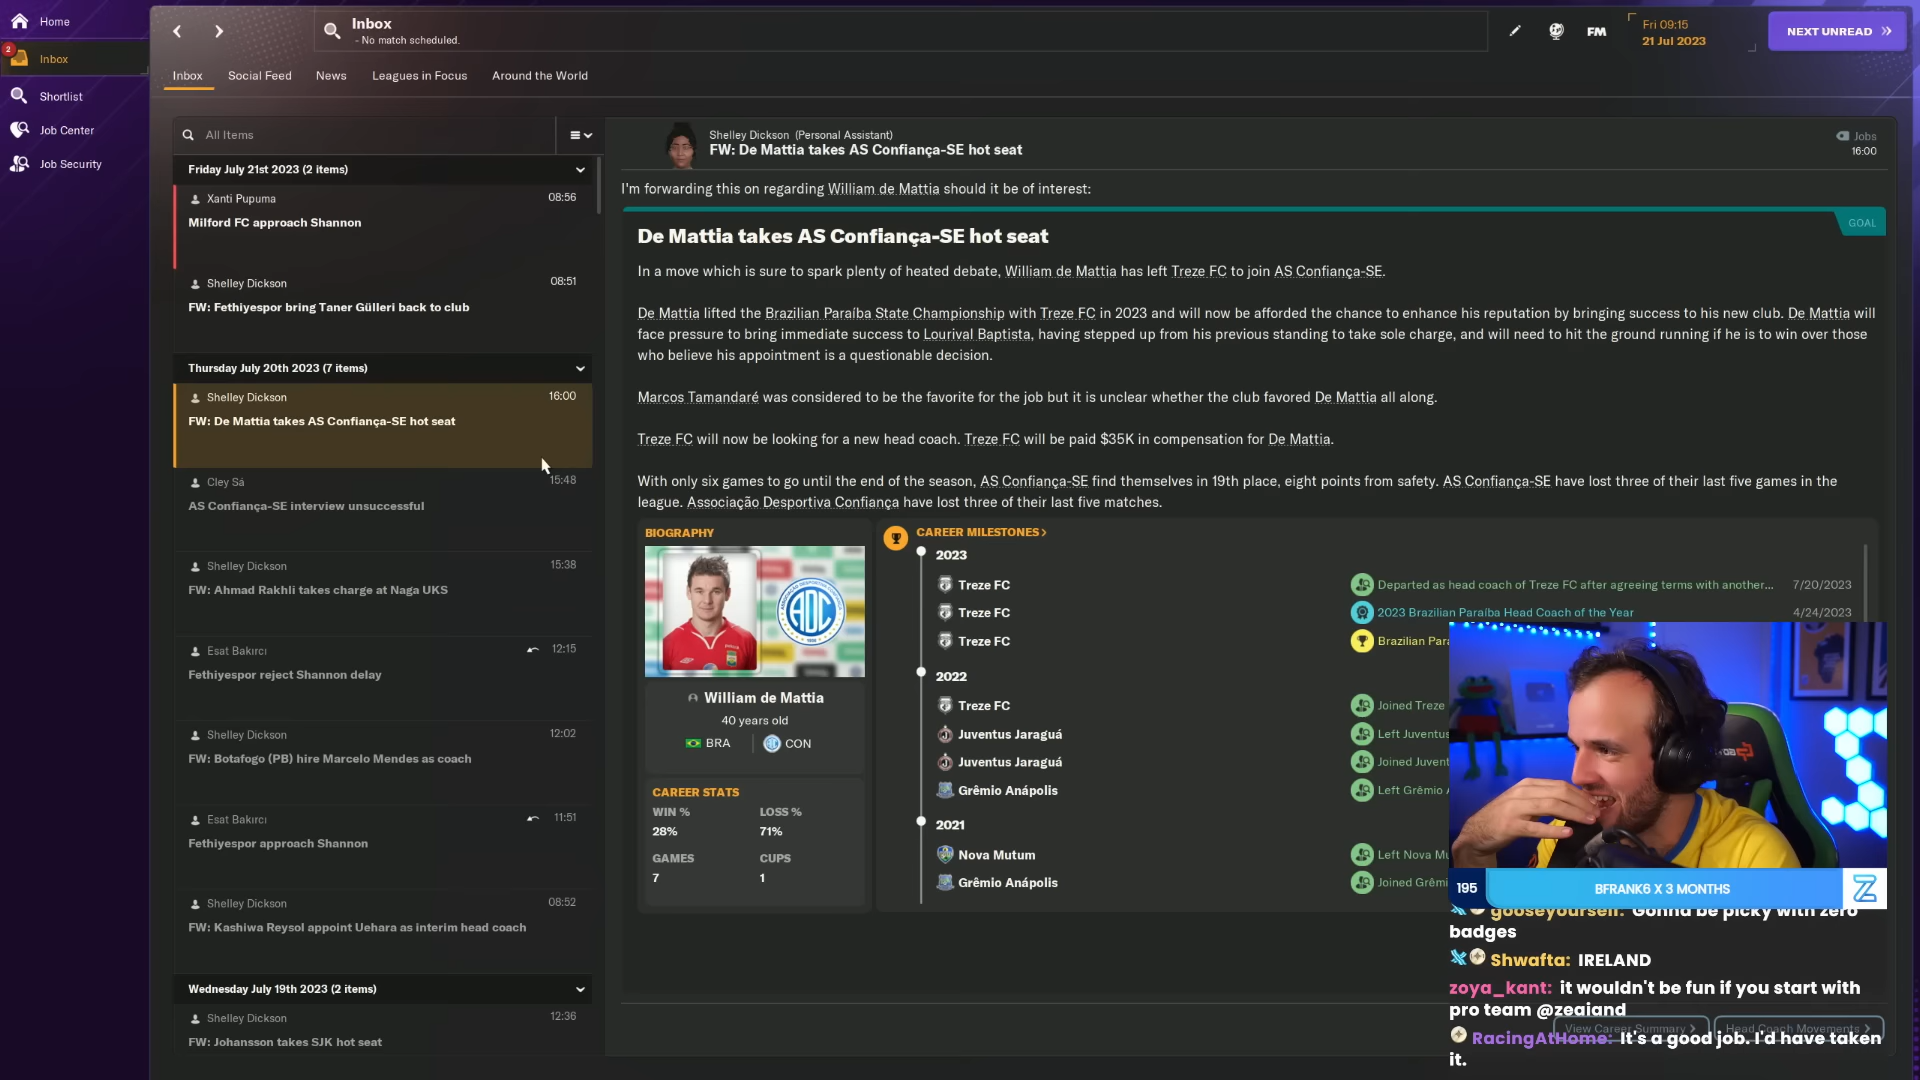 Home
2
Inbox
Shortlist
Job Center
Job Security
Inbox
- No match scheduled.
FM
Fri 09:15
21 Jul 2023
NEXT UNREAD
Inbox
Social Feed
News
Leagues in Focus
Around the World
All Items
Friday July 21st 2023 (2 items)
Xanti Pupuma
08:56
Milford FC approach Shannon
Shelley Dickson
08:51
FW: Fethiyespor bring Taner Gülleri back to club
Thursday July 20th 2023 (7 items)
Shelley Dickson
16:00
FW: De Mattia takes AS Confiança-SE hot seat
Cley Sá
15:48
AS Confiança-SE interview unsuccessful
Shelley Dickson
15:38
FW: Ahmad Rakhli takes charge at Naga UKS
Esat Bakırcı
12:15
Fethiyespor reject Shannon delay
Shelley Dickson
12:02
FW: Botafogo (PB) hire Marcelo Mendes as coach
Esat Bakırcı
11:51
Fethiyespor approach Shannon
Shelley Dickson
08:52
FW: Kashiwa Reysol appoint Uehara as interim head coach
Wednesday July 19th 2023 (2 items)
Shelley Dickson
12:36
FW: Johansson takes SJK hot seat
Shelley Dickson (Personal Assistant)
FW: De Mattia takes AS Confiança-SE hot seat
Jobs
16:00
I'm forwarding this on regarding William de Mattia should it be of interest:
GOAL
De Mattia takes AS Confiança-SE hot seat
In a move which is sure to spark plenty of heated debate, William de Mattia has left Treze FC to join AS Confiança-SE.
De Mattia lifted the Brazilian Paraíba State Championship with Treze FC in 2023 and will now be afforded the chance to enhance his reputation by bringing success to his new club. De Mattia will
face pressure to bring immediate success to Lourival Baptista, having stepped up from his previous standing to take sole charge, and will need to hit the ground running if he is to win over those
who believe his appointment is a questionable decision.
Marcos Tamandaré was considered to be the favorite for the job but it is unclear whether the club favored De Mattia all along.
Treze FC will now be looking for a new head coach. Treze FC will be paid $35K in compensation for De Mattia.
With only six games to go until the end of the season, AS Confiança-SE find themselves in 19th place, eight points from safety. AS Confiança-SE have lost three of their last five games in the
league. Associação Desportiva Confiança have lost three of their last five matches.
BIOGRAPHY
ADC
William de Mattia
40 years old
BRA
CON
CAREER STATS
WIN %
LOSS %
28%
71%
GAMES
CUPS
7
1
CAREER MILESTONES >
2023
Treze FC
Departed as head coach of Treze FC after agreeing terms with another...
7/20/2023
Treze FC
2023 Brazilian Paraíba Head Coach of the Year
4/24/2023
Treze FC
Brazilian Para
2022
Treze FC
Joined Treze
Juventus Jaraguá
Left Juventus
Juventus Jaraguá
Joined Juvent
Grêmio Anápolis
Left Grêmio A
2021
Nova Mutum
Left Nova Mu
Grêmio Anápolis
Joined Grêmi
195
BFRANK6 X 3 MONTHS
Z
gooseyourself: Gonna be picky with zero
badges
Shwafta: IRELAND
zoya_kant: it wouldn't be fun if you start with
pro team @zealand
View Career Summary >
Head Coach Movements >
RacingAtHome: It's a good job. I'd have taken
it.